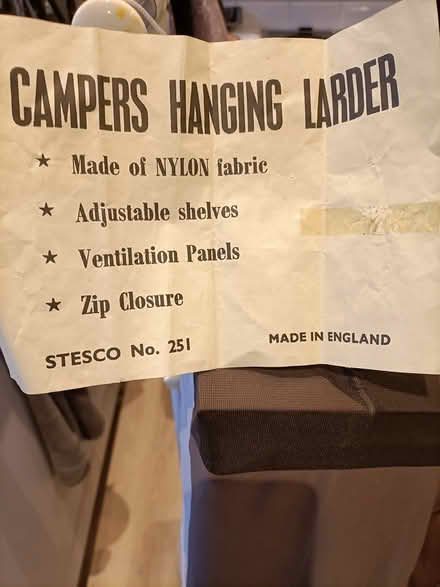 CAMPERS HANGING LARDER
★ Made of NYLON fabric
★ Adjustable shelves
★ Ventilation Panels
★ Zip Closure
STESCO No. 251
MADE IN ENGLAND